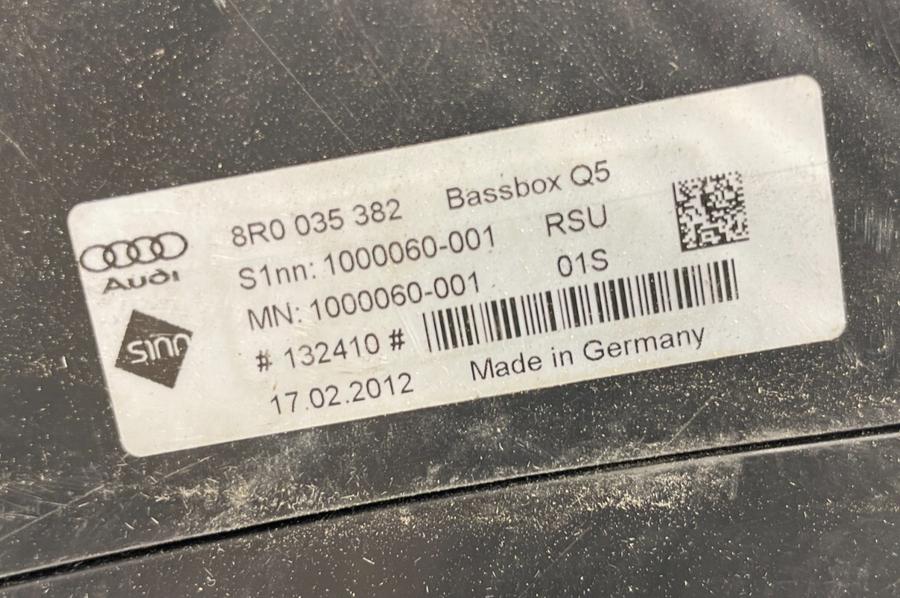 8R0 035 382 Bassbox Q5
Audi
S1nn: 1000060-001 RSU
MN: 1000060-001 01S
s1nn
# 132410 #
17.02.2012 Made in Germany